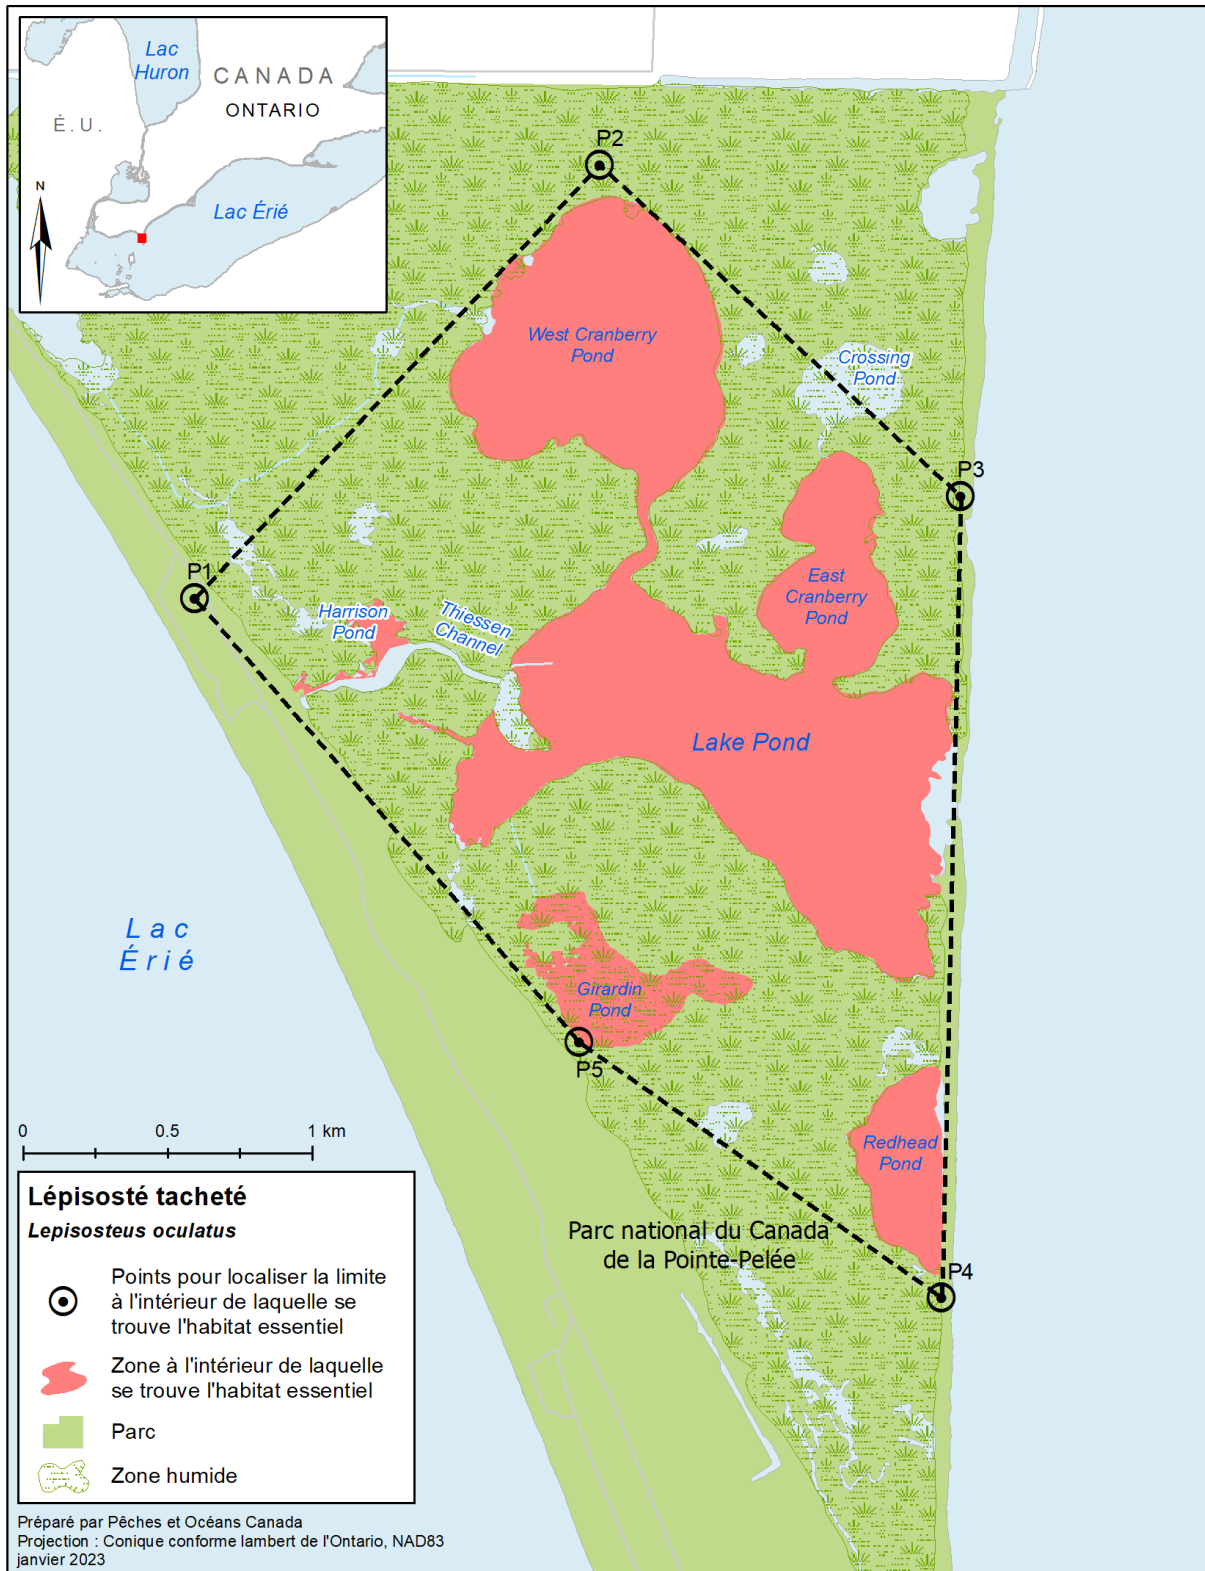 Lac
Huron
CANADA
ONTARIO
É.U.
N
Lac Érié
P2
West Cranberry
Pond
Crossing
Pond
P3
P1
Harrison
Pond
Thiessen
Channel
East
Cranberry
Pond
Lake Pond
Lac
Érié
Girardin
Pond
P5
Redhead
Pond
Parc national du Canada
de la Pointe-Pelée
P4
0 0.5 1 km
Lépisosté tacheté
Lepisosteus oculatus
Points pour localiser la limite
à l'intérieur de laquelle se
trouve l'habitat essentiel
Zone à l'intérieur de laquelle
se trouve l'habitat essentiel
Parc
Zone humide
Préparé par Pêches et Océans Canada
Projection : Conique conforme lambert de l'Ontario, NAD83
janvier 2023